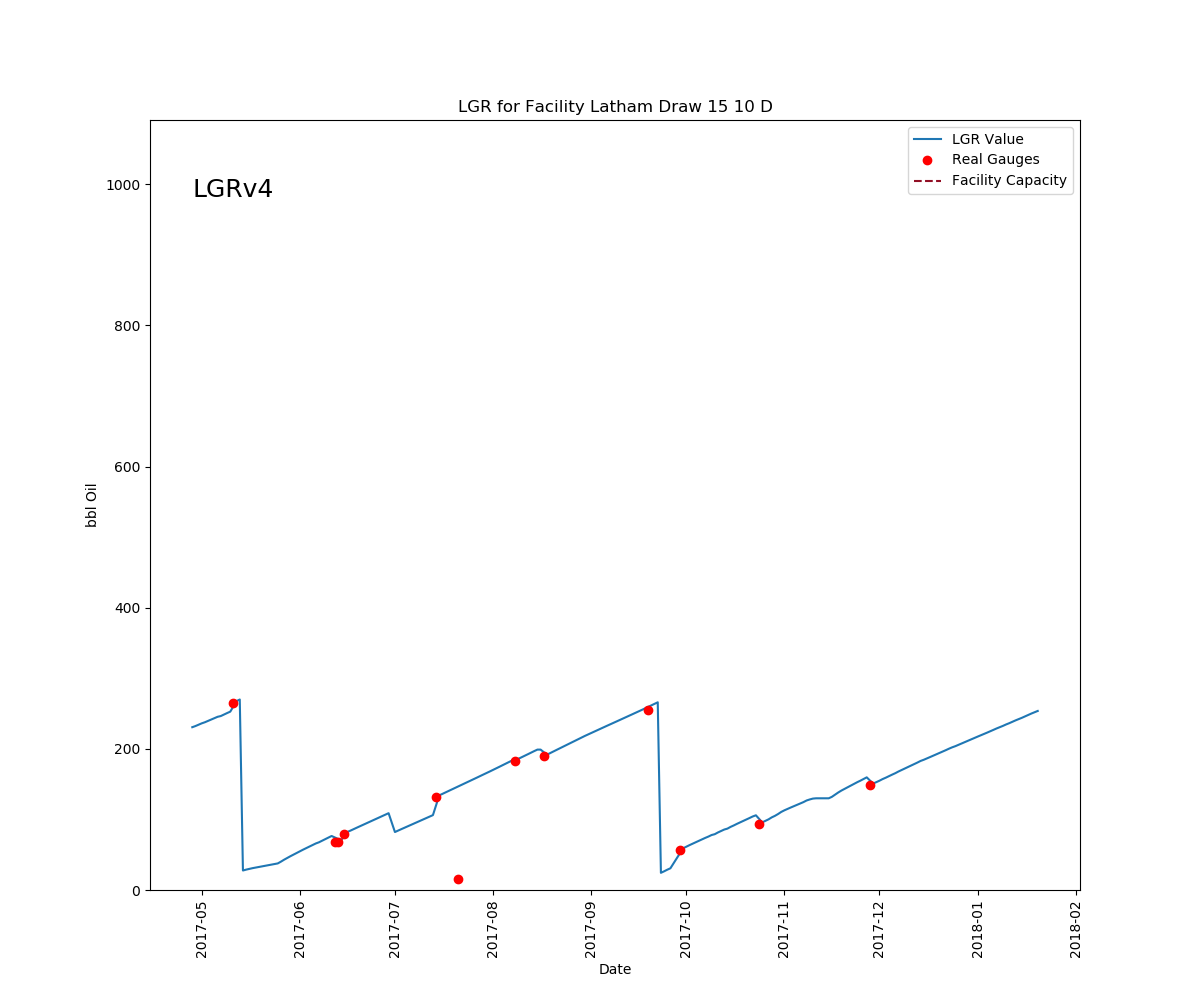 LGR for Facility Latham Draw 15 10 D
LGR Value
Real Gauges
Facility Capacity
LGRv4
1000
800
600
400
200
0
bbl Oil
2017-05
2017-06
2017-07
2017-08
2017-09
2017-10
2017-11
2017-12
2018-01
2018-02
Date